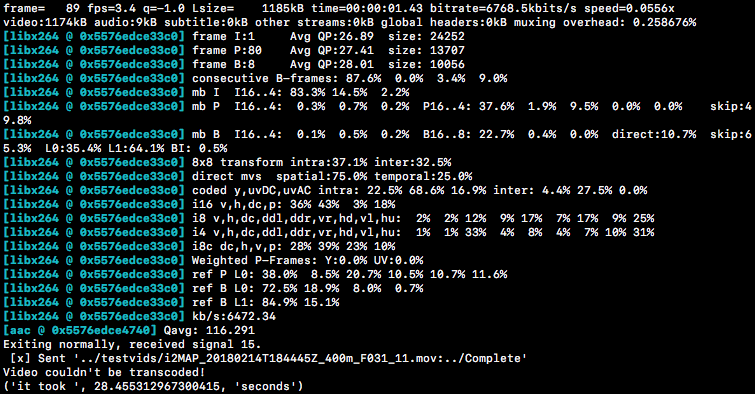 frame=   89 fps=3.4 q=-1.0 Lsize=    1185kB time=00:00:01.43 bitrate=6768.5kbits/s speed=0.0556x
video:1174kB audio:9kB subtitle:0kB other streams:0kB global headers:0kB muxing overhead: 0.258676%
[libx264 @ 0x5576edce33c0] frame I:1     Avg QP:26.89  size: 24252
[libx264 @ 0x5576edce33c0] frame P:80    Avg QP:27.41  size: 13707
[libx264 @ 0x5576edce33c0] frame B:8     Avg QP:28.01  size: 10056
[libx264 @ 0x5576edce33c0] consecutive B-frames: 87.6%  0.0%  3.4%  9.0%
[libx264 @ 0x5576edce33c0] mb I  I16..4: 83.3% 14.5%  2.2%
[libx264 @ 0x5576edce33c0] mb P  I16..4:  0.3%  0.7%  0.2%  P16..4: 37.6%  1.9%  9.5%  0.0%  0.0%    skip:4
9.8%
[libx264 @ 0x5576edce33c0] mb B  I16..4:  0.1%  0.5%  0.2%  B16..8: 22.7%  0.4%  0.0%  direct:10.7%  skip:6
5.3%  L0:35.4% L1:64.1% BI: 0.5%
[libx264 @ 0x5576edce33c0] 8x8 transform intra:37.1% inter:32.5%
[libx264 @ 0x5576edce33c0] direct mvs  spatial:75.0% temporal:25.0%
[libx264 @ 0x5576edce33c0] coded y,uvDC,uvAC intra: 22.5% 68.6% 16.9% inter: 4.4% 27.5% 0.0%
[libx264 @ 0x5576edce33c0] i16 v,h,dc,p: 36% 43%  3% 18%
[libx264 @ 0x5576edce33c0] i8 v,h,dc,ddl,ddr,vr,hd,vl,hu:  2%  2% 12%  9% 17%  7% 17%  9% 25%
[libx264 @ 0x5576edce33c0] i4 v,h,dc,ddl,ddr,vr,hd,vl,hu:  1%  1% 33%  4%  8%  4%  7% 10% 31%
[libx264 @ 0x5576edce33c0] i8c dc,h,v,p: 28% 39% 23% 10%
[libx264 @ 0x5576edce33c0] Weighted P-Frames: Y:0.0% UV:0.0%
[libx264 @ 0x5576edce33c0] ref P L0: 38.0%  8.5% 20.7% 10.5% 10.7% 11.6%
[libx264 @ 0x5576edce33c0] ref B L0: 72.5% 18.9%  8.0%  0.7%
[libx264 @ 0x5576edce33c0] ref B L1: 84.9% 15.1%
[libx264 @ 0x5576edce33c0] kb/s:6472.34
[aac @ 0x5576edce4740] Qavg: 116.291
Exiting normally, received signal 15.
 [x] Sent '../testvids/i2MAP_20180214T184445Z_400m_F031_11.mov:../Complete'
Video couldn't be transcoded!
('it took ', 28.455312967300415, 'seconds')